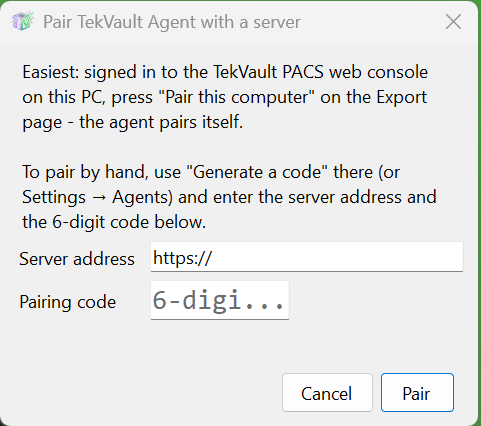 Pair TekVault Agent with a server
Easiest: signed in to the TekVault PACS web console
on this PC, press "Pair this computer" on the Export
page - the agent pairs itself.
To pair by hand, use "Generate a code" there (or
Settings → Agents) and enter the server address and
the 6-digit code below.
Server address https://
Pairing code 6-digi...
Cancel Pair